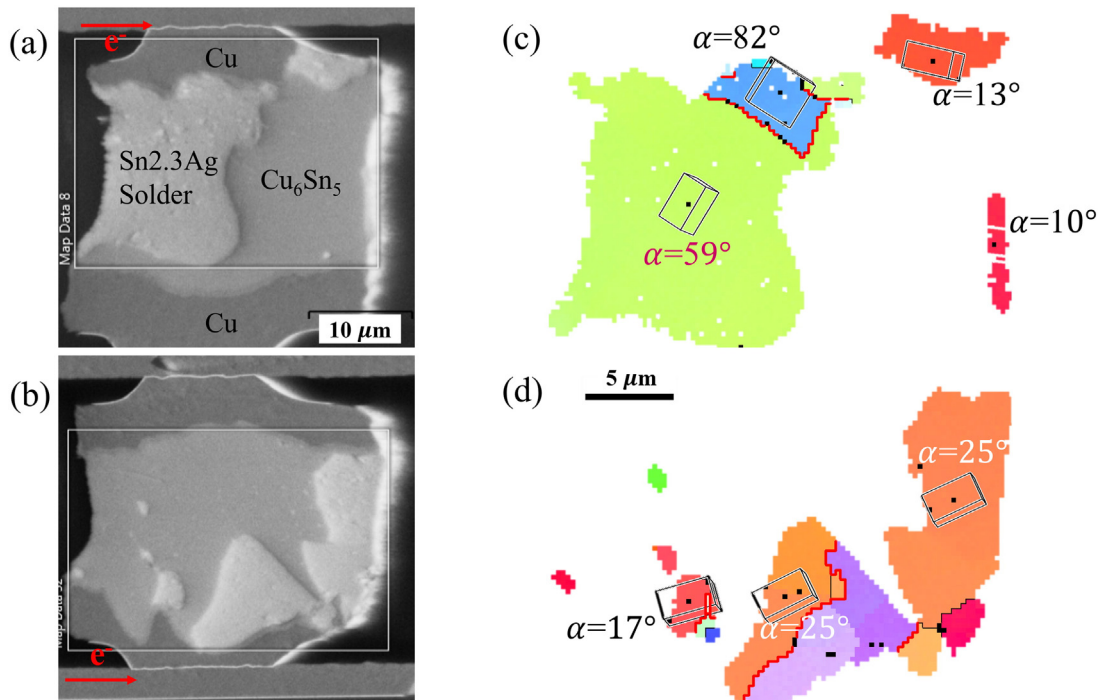 (a)
e⁻
Cu
Sn2.3Ag
Solder
Cu₆Sn₅
Map Data 8
Cu
10 μm
(c)
α=82°
α=13°
α=59°
α=10°
(b)
e⁻
5 μm
(d)
α=25°
α=17°
α=25°